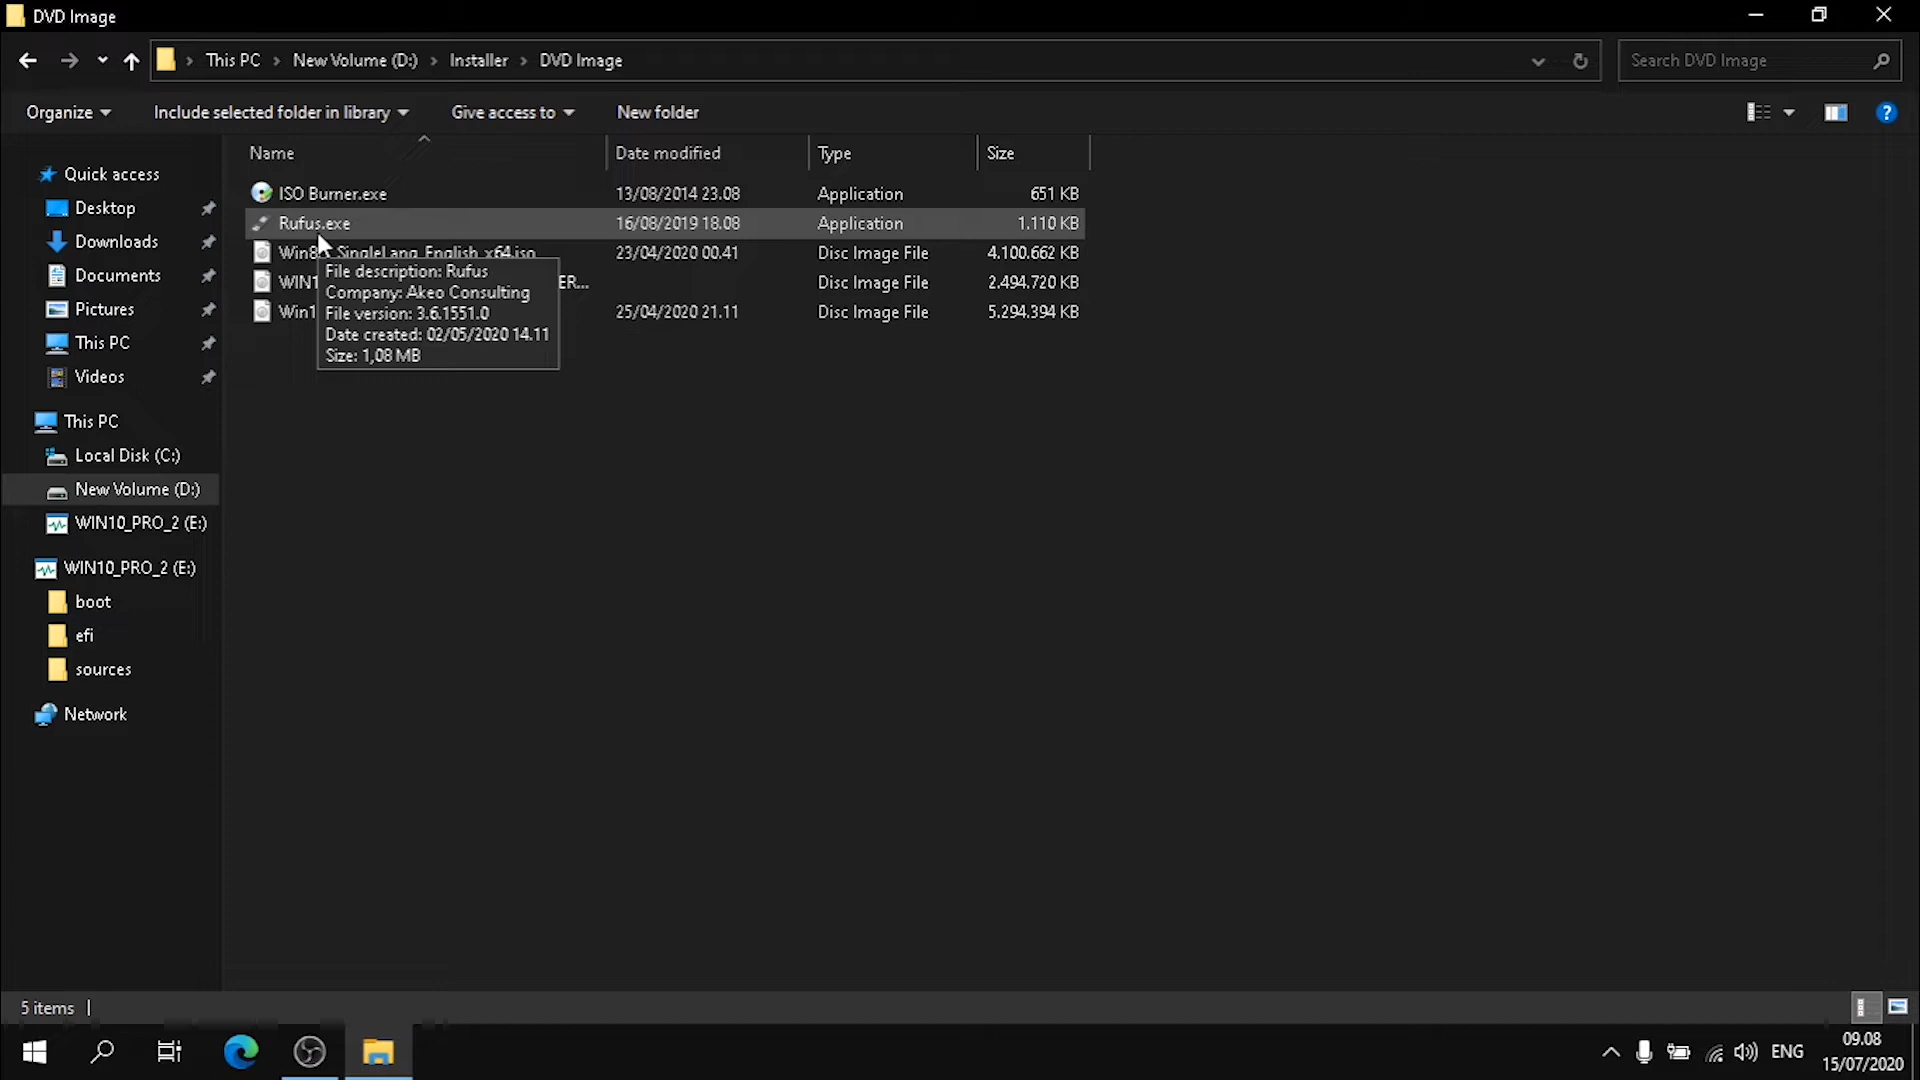 DVD Image
This PC > New Volume (D:) > Installer > DVD Image
Search DVD Image
Organize
Include selected folder in library
Give access to
New folder
Name Date modified Type Size
Quick access
Desktop
Downloads
Documents
Pictures
This PC
Videos
This PC
Local Disk (C:)
New Volume (D:)
WIN10_PRO_2 (E:)
WIN10_PRO_2 (E:)
boot
efi
sources
Network
ISO Burner.exe 13/08/2014 23.08 Application 651 KB
Rufus.exe 16/08/2019 18.08 Application 1.110 KB
Win8 SingleLang_English_x64.iso 23/04/2020 00.41 Disc Image File 4.100.662 KB
WIN1 ER... Disc Image File 2.494.720 KB
Win1 25/04/2020 21.11 Disc Image File 5.294.394 KB
File description: Rufus
Company: Akeo Consulting
File version: 3.6.1551.0
Date created: 02/05/2020 14.11
Size: 1,08 MB
5 items
ENG
09.08
15/07/2020